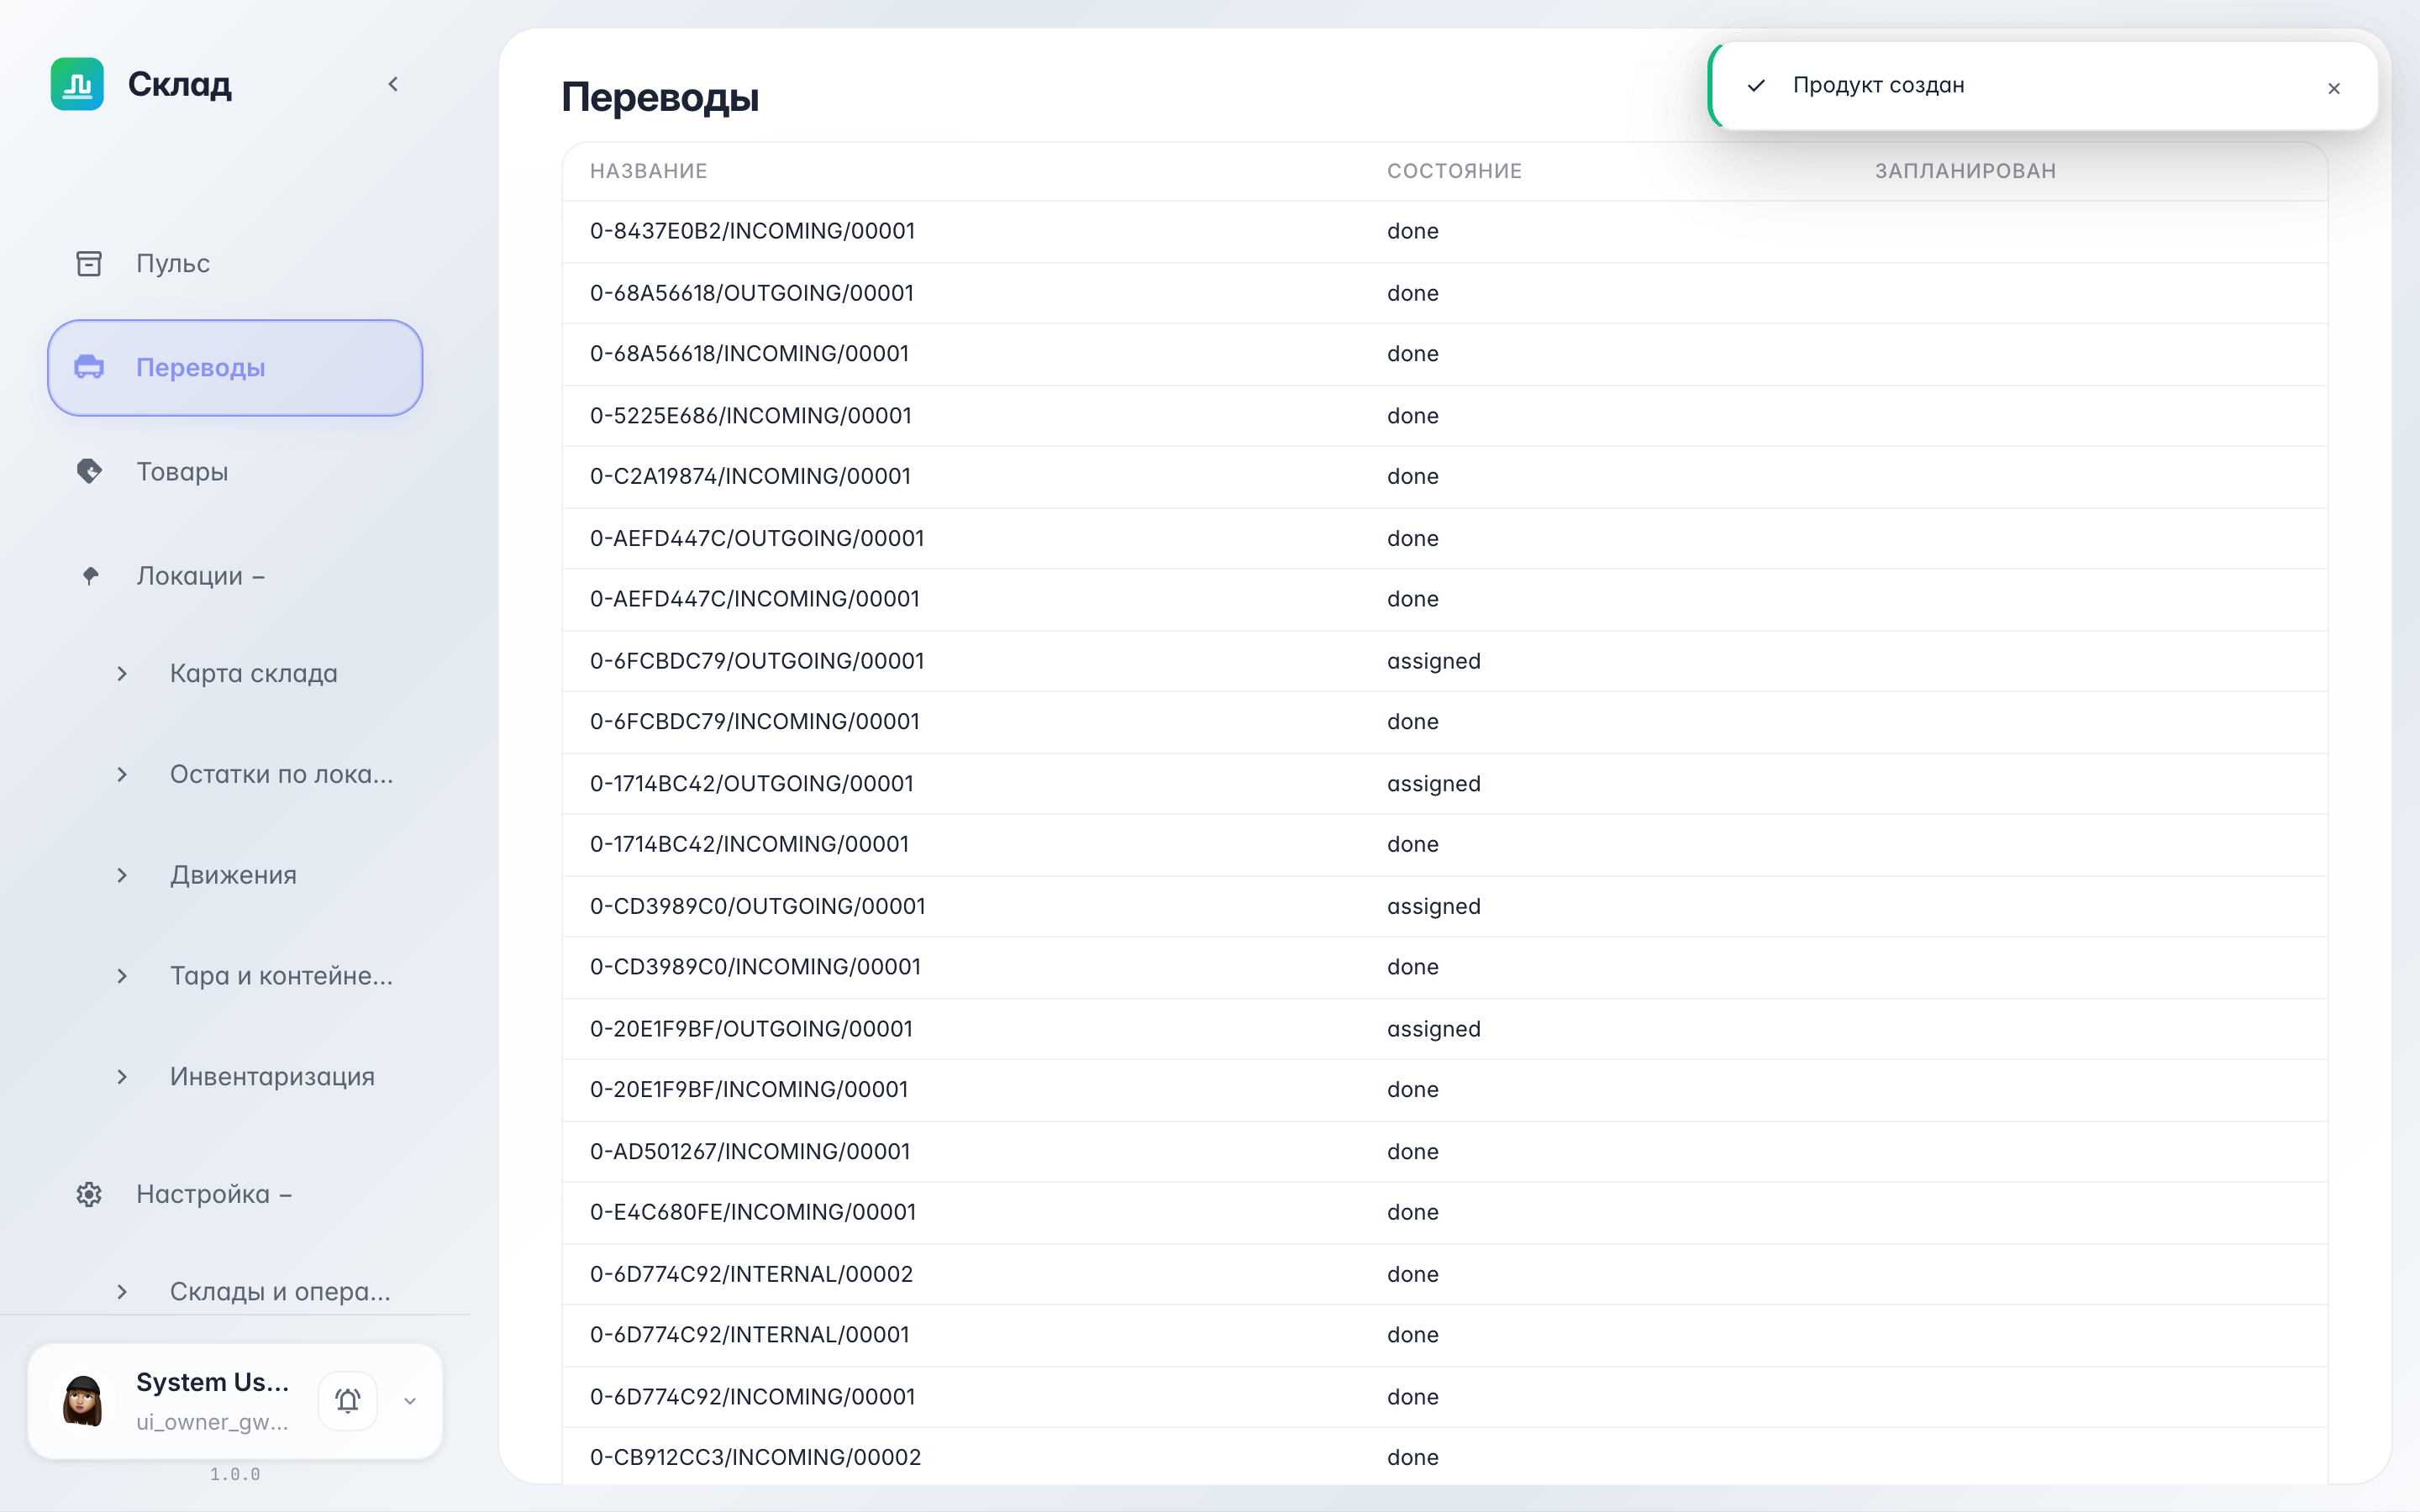 Склад
Пульс
Переводы
Товары
Локации –
Карта склада
Остатки по лока...
Движения
Тара и контейне...
Инвентаризация
Настройка –
Склады и опера...
System Us...
ui_owner_gw...
1.0.0
Переводы
Продукт создан
НАЗВАНИЕ СОСТОЯНИЕ ЗАПЛАНИРОВАН
0-8437E0B2/INCOMING/00001 done
0-68A56618/OUTGOING/00001 done
0-68A56618/INCOMING/00001 done
0-5225E686/INCOMING/00001 done
0-C2A19874/INCOMING/00001 done
0-AEFD447C/OUTGOING/00001 done
0-AEFD447C/INCOMING/00001 done
0-6FCBDC79/OUTGOING/00001 assigned
0-6FCBDC79/INCOMING/00001 done
0-1714BC42/OUTGOING/00001 assigned
0-1714BC42/INCOMING/00001 done
0-CD3989C0/OUTGOING/00001 assigned
0-CD3989C0/INCOMING/00001 done
0-20E1F9BF/OUTGOING/00001 assigned
0-20E1F9BF/INCOMING/00001 done
0-AD501267/INCOMING/00001 done
0-E4C680FE/INCOMING/00001 done
0-6D774C92/INTERNAL/00002 done
0-6D774C92/INTERNAL/00001 done
0-6D774C92/INCOMING/00001 done
0-CB912CC3/INCOMING/00002 done